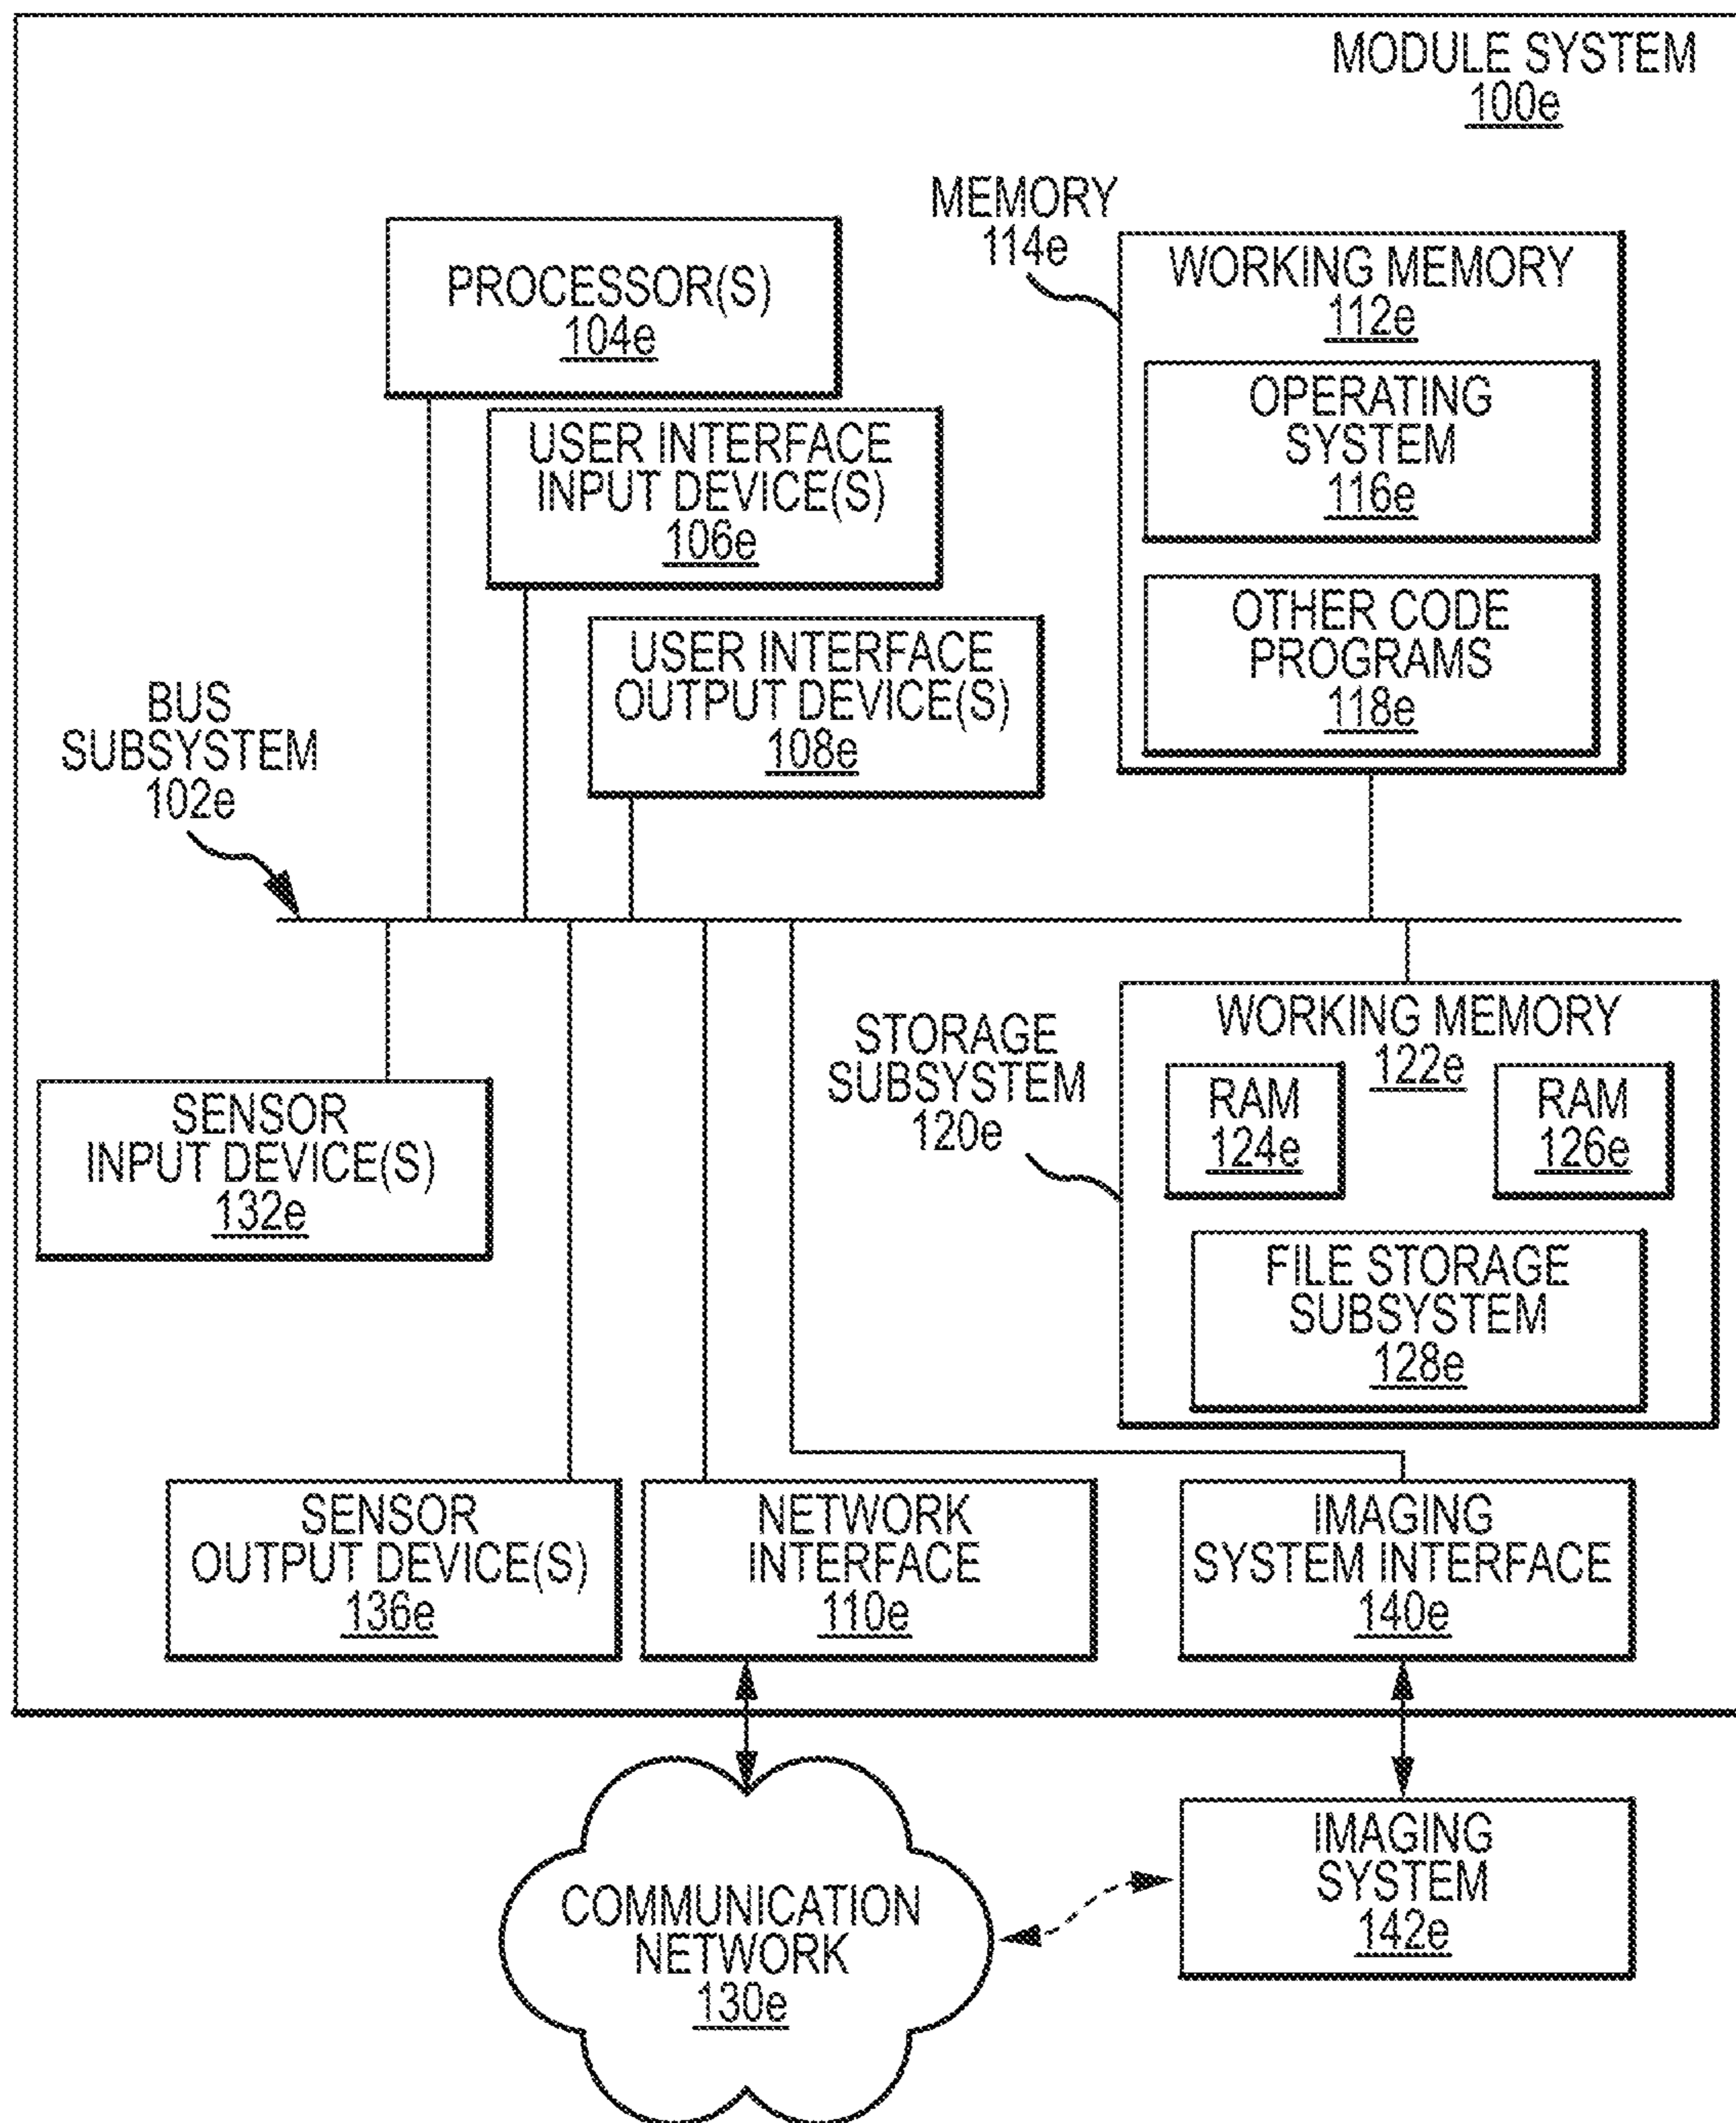 MODULE SYSTEM
100e
PROCESSOR(S)
104e
MEMORY
114e
WORKING MEMORY
112e
OPERATING
SYSTEM
116e
USER INTERFACE
INPUT DEVICE(S)
106e
OTHER CODE
PROGRAMS
118e
USER INTERFACE
OUTPUT DEVICE(S)
108e
BUS
SUBSYSTEM
102e
STORAGE
SUBSYSTEM
120e
WORKING MEMORY
122e
RAM
124e
RAM
126e
SENSOR
INPUT DEVICE(S)
132e
FILE STORAGE
SUBSYSTEM
128e
SENSOR
OUTPUT DEVICE(S)
136e
NETWORK
INTERFACE
110e
IMAGING
SYSTEM INTERFACE
140e
COMMUNICATION
NETWORK
130e
IMAGING
SYSTEM
142e